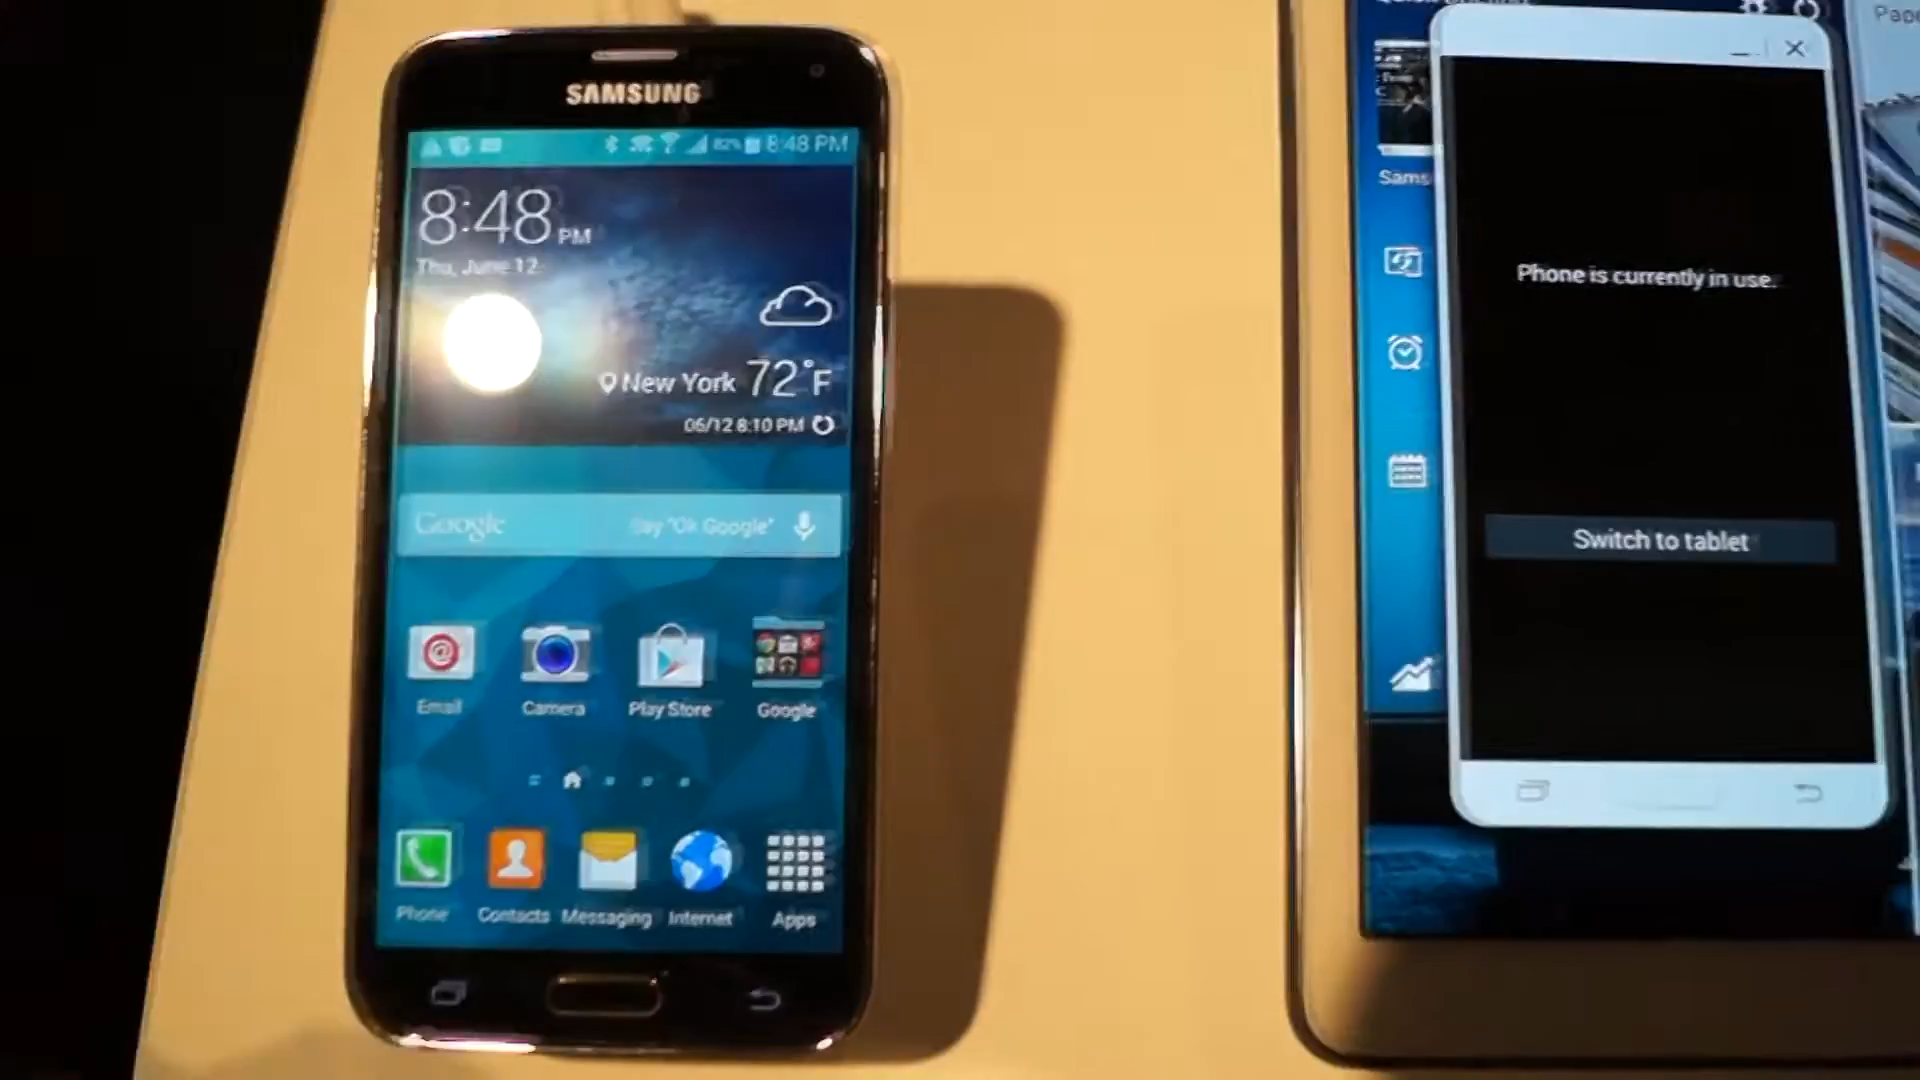 SAMSUNG
82% 8:48 PM
8:48 PM
Thu, June 12
New York 72°F
06/12 8:10 PM
Google Say "Ok Google"
Email Camera Play Store Google
Phone Contacts Messaging Internet Apps
Sams
Phone is currently in use.
Switch to tablet